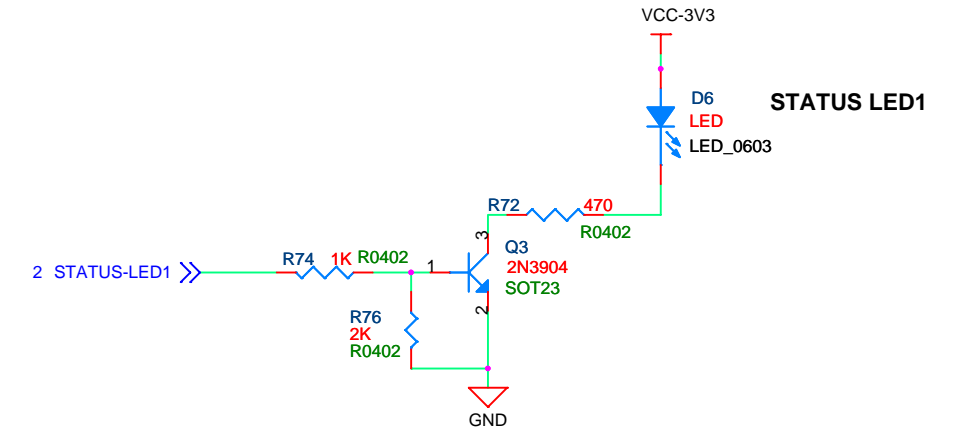 VCC-3V3
D6
LED
LED_0603
STATUS LED1
R72 470
R0402
3
Q3
2N3904
SOT23
R74 1K R0402
1
2 STATUS-LED1
2
R76
2K
R0402
GND